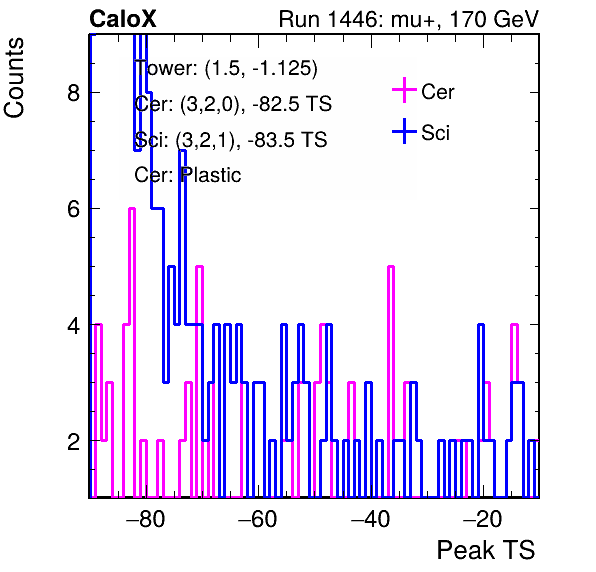 CaloX Run 1446: mu+, 170 GeV
Counts
Tower: (1.5, -1.125)
Cer: (3,2,0), -82.5 TS
Sci: (3,2,1), -83.5 TS
Cer: Plastic
Cer
Sci
8
6
4
2
−80 −60 −40 −20
Peak TS